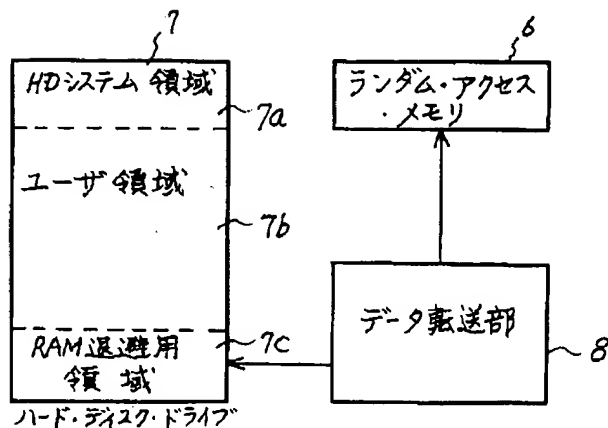 7
HDシステム領域
7a
ユーザ領域
7b
RAM退避用
領域
7c
ハード・ディスク・ドライブ
6
ランダム・アクセス
・メモリ
データ転送部
8